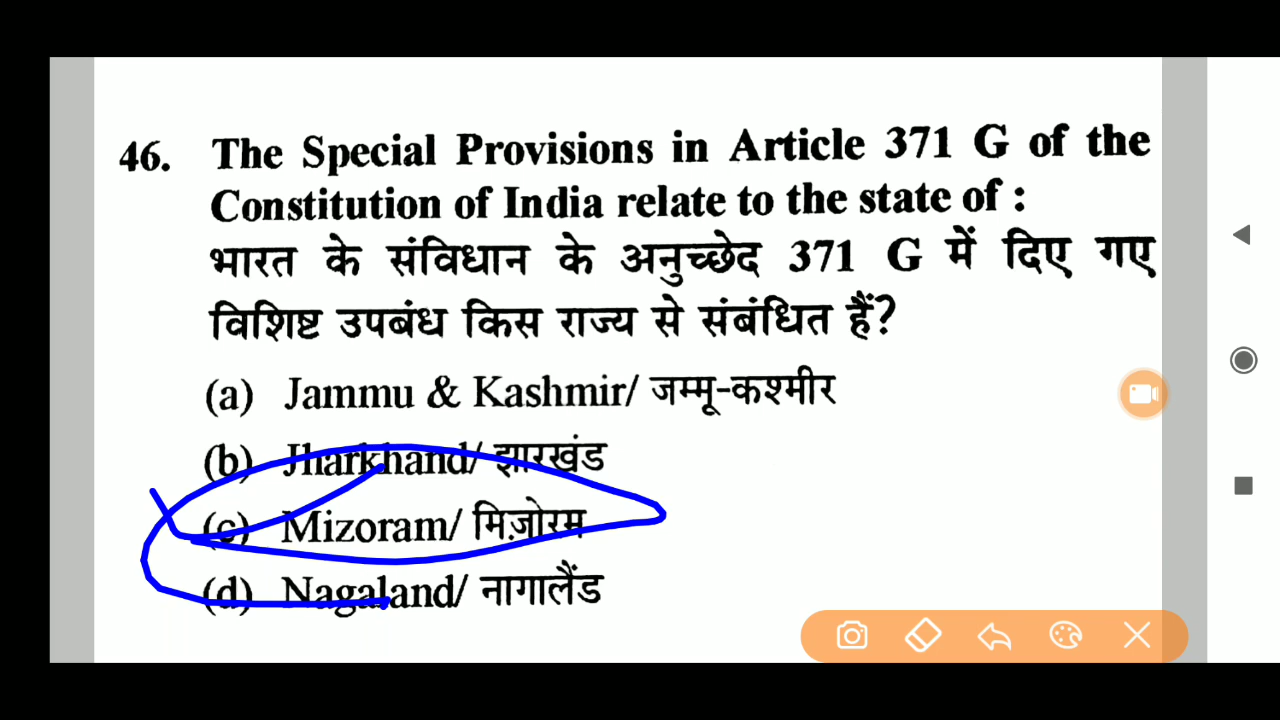 46. The Special Provisions in Article 371 G of the
Constitution of India relate to the state of :
भारत के संविधान के अनुच्छेद 371 G में दिए गए
विशिष्ट उपबंध किस राज्य से संबंधित हैं?
(a) Jammu & Kashmir/ जम्मू-कश्मीर
(b) Jharkhand/ झारखंड
(c) Mizoram/ मिज़ोरम
(d) Nagaland/ नागालैंड